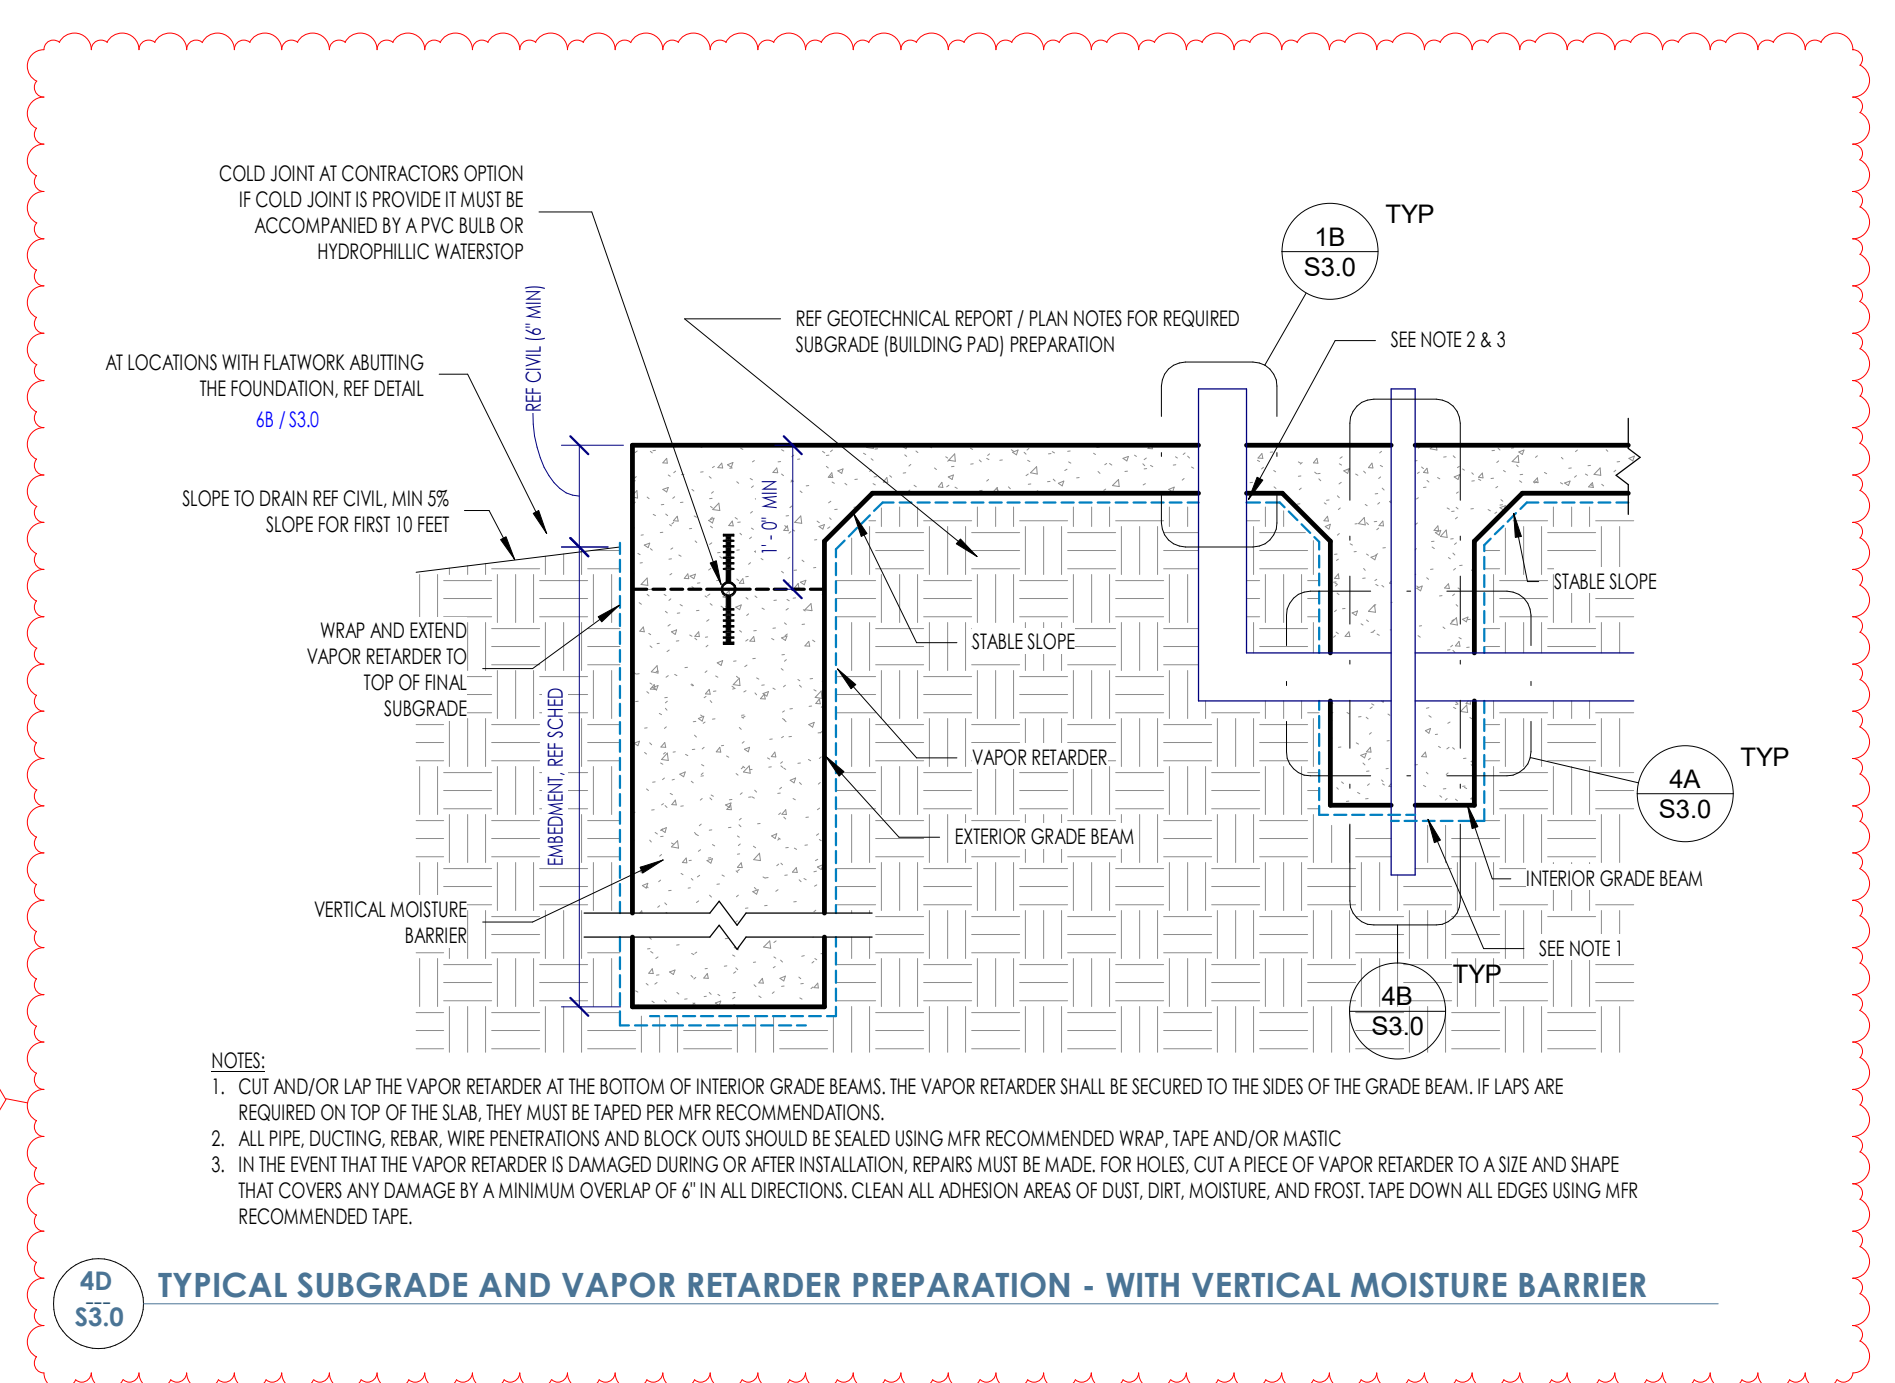 COLD JOINT AT CONTRACTORS OPTION
IF COLD JOINT IS PROVIDE IT MUST BE
ACCOMPANIED BY A PVC BULB OR
HYDROPHILLIC WATERSTOP
1B
S3.0
TYP
REF CIVIL (6" MIN)
REF GEOTECHNICAL REPORT / PLAN NOTES FOR REQUIRED
SUBGRADE (BUILDING PAD) PREPARATION
SEE NOTE 2 & 3
AT LOCATIONS WITH FLATWORK ABUTTING
THE FOUNDATION, REF DETAIL
6B / S3.0
SLOPE TO DRAIN REF CIVIL, MIN 5%
SLOPE FOR FIRST 10 FEET
1' - 0" MIN
STABLE SLOPE
WRAP AND EXTEND
VAPOR RETARDER TO
TOP OF FINAL
SUBGRADE
STABLE SLOPE
EMBEDMENT, REF SCHED
VAPOR RETARDER
4A
S3.0
TYP
EXTERIOR GRADE BEAM
INTERIOR GRADE BEAM
VERTICAL MOISTURE
BARRIER
SEE NOTE 1
4B
S3.0
TYP
NOTES:
1. CUT AND/OR LAP THE VAPOR RETARDER AT THE BOTTOM OF INTERIOR GRADE BEAMS. THE VAPOR RETARDER SHALL BE SECURED TO THE SIDES OF THE GRADE BEAM. IF LAPS ARE
REQUIRED ON TOP OF THE SLAB, THEY MUST BE TAPED PER MFR RECOMMENDATIONS.
2. ALL PIPE, DUCTING, REBAR, WIRE PENETRATIONS AND BLOCK OUTS SHOULD BE SEALED USING MFR RECOMMENDED WRAP, TAPE AND/OR MASTIC
3. IN THE EVENT THAT THE VAPOR RETARDER IS DAMAGED DURING OR AFTER INSTALLATION, REPAIRS MUST BE MADE. FOR HOLES, CUT A PIECE OF VAPOR RETARDER TO A SIZE AND SHAPE
THAT COVERS ANY DAMAGE BY A MINIMUM OVERLAP OF 6" IN ALL DIRECTIONS. CLEAN ALL ADHESION AREAS OF DUST, DIRT, MOISTURE, AND FROST. TAPE DOWN ALL EDGES USING MFR
RECOMMENDED TAPE.
4D
---
S3.0
TYPICAL SUBGRADE AND VAPOR RETARDER PREPARATION - WITH VERTICAL MOISTURE BARRIER